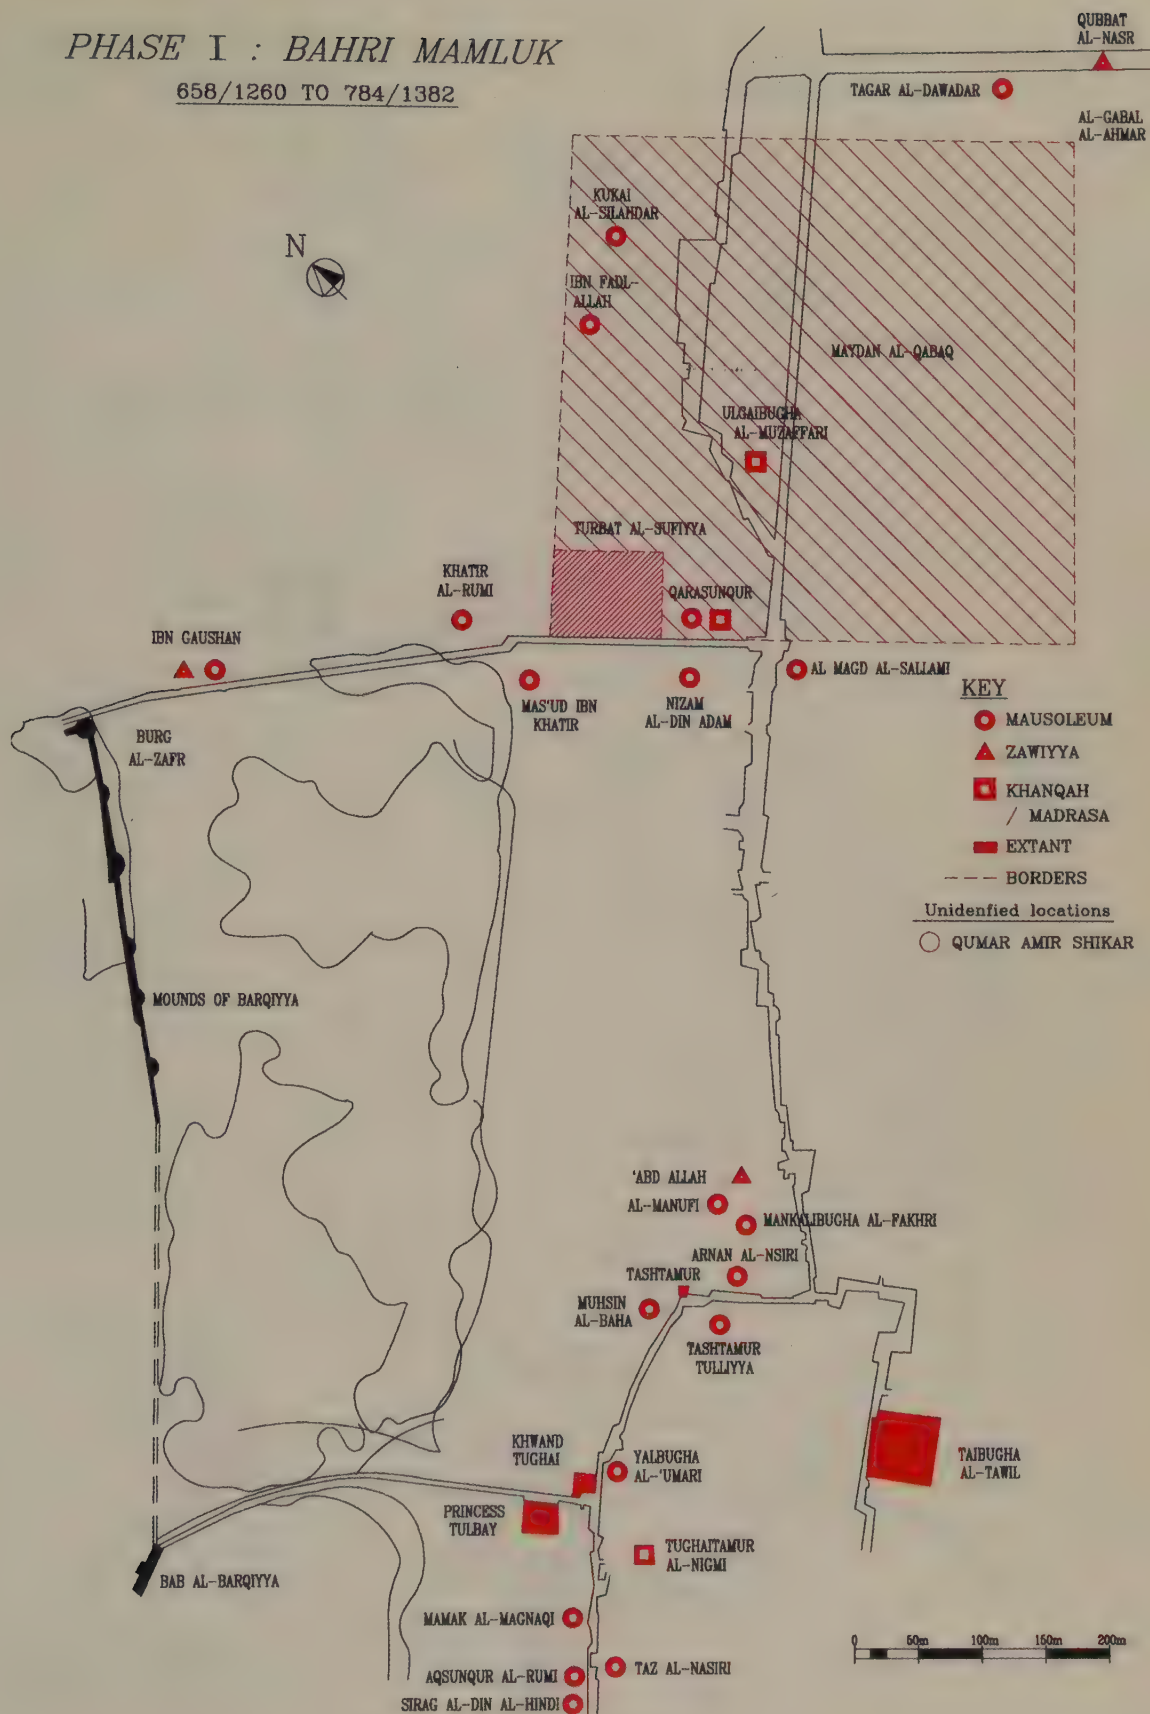 PHASE I : BAHRI MAMLUK
658/1260 TO 784/1382
QUBBAT
AL-NASR
TAGAR AL-DAWADAR
AL-GABAL
AL-AHMAR
KUKAI
AL-SILAHDAR
N
IBN FADL-
ALLAH
MAYDAN AL-QABAQ
ULGAIBUGHA
AL-MUZAFFARI
TURBAT AL-SUFIYYA
KHATIR
AL-RUMI
QARASUNQUR
IBN GAUSHAN
AL MAGD AL-SALLAMI
MAS'UD IBN
KHATIR
NIZAM
AL-DIN ADAM
BURG
AL-ZAFR
KEY
MAUSOLEUM
ZAWIYYA
KHANQAH
/ MADRASA
EXTANT
BORDERS
Unidenfied locations
QUMAR AMIR SHIKAR
MOUNDS OF BARQIYYA
'ABD ALLAH
AL-MANUFI
MANKALIBUGHA AL-FAKHRI
ARNAN AL-NSIRI
TASHTAMUR
MUHSIN
AL-BAHA
TASHTAMUR
TULLIYYA
KHWAND
TUGHAI
YALBUGHA
AL-'UMARI
TAIBUGHA
AL-TAWIL
PRINCESS
TULBAY
TUGHAITAMUR
AL-NIGMI
BAB AL-BARQIYYA
MAMAK AL-MAGNAQI
0 50m 100m 150m 200m
TAZ AL-NASIRI
AQSUNQUR AL-RUMI
SIRAG AL-DIN AL-HINDI